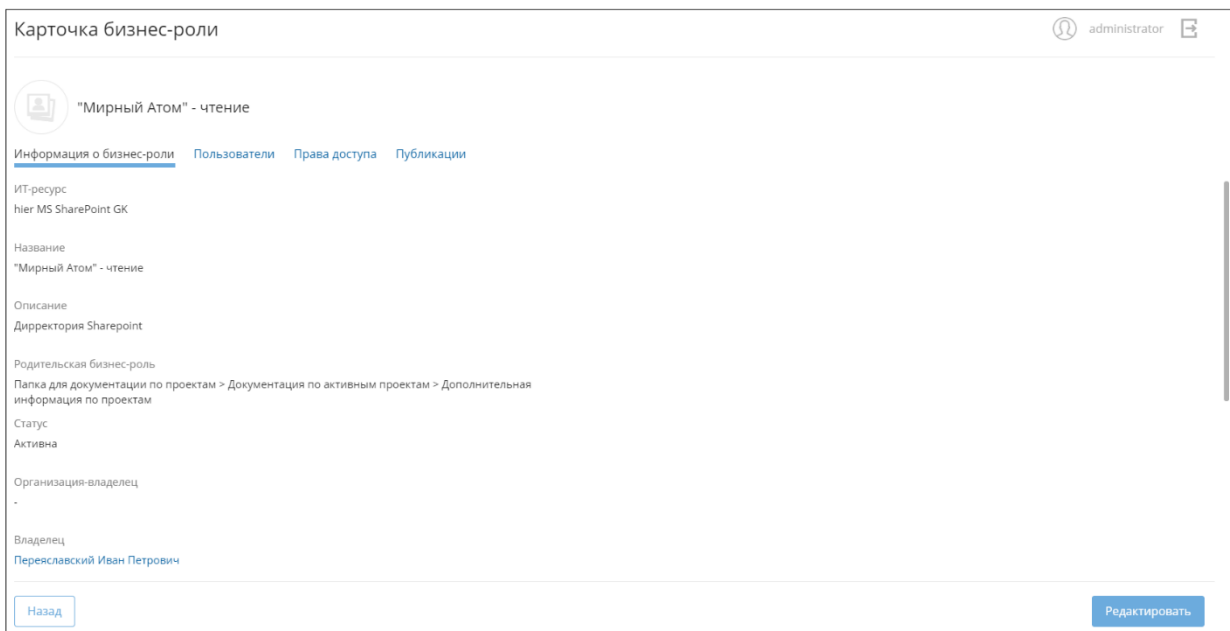 Карточка бизнес-роли
administrator
"Мирный Атом" - чтение
Информация о бизнес-роли Пользователи Права доступа Публикации
ИТ-ресурс
hier MS SharePoint GK
Название
"Мирный Атом" - чтение
Описание
Дирректория Sharepoint
Родительская бизнес-роль
Папка для документации по проектам > Документация по активным проектам > Дополнительная
информация по проектам
Статус
Активна
Организация-владелец
-
Владелец
Переяславский Иван Петрович
Назад
Редактировать